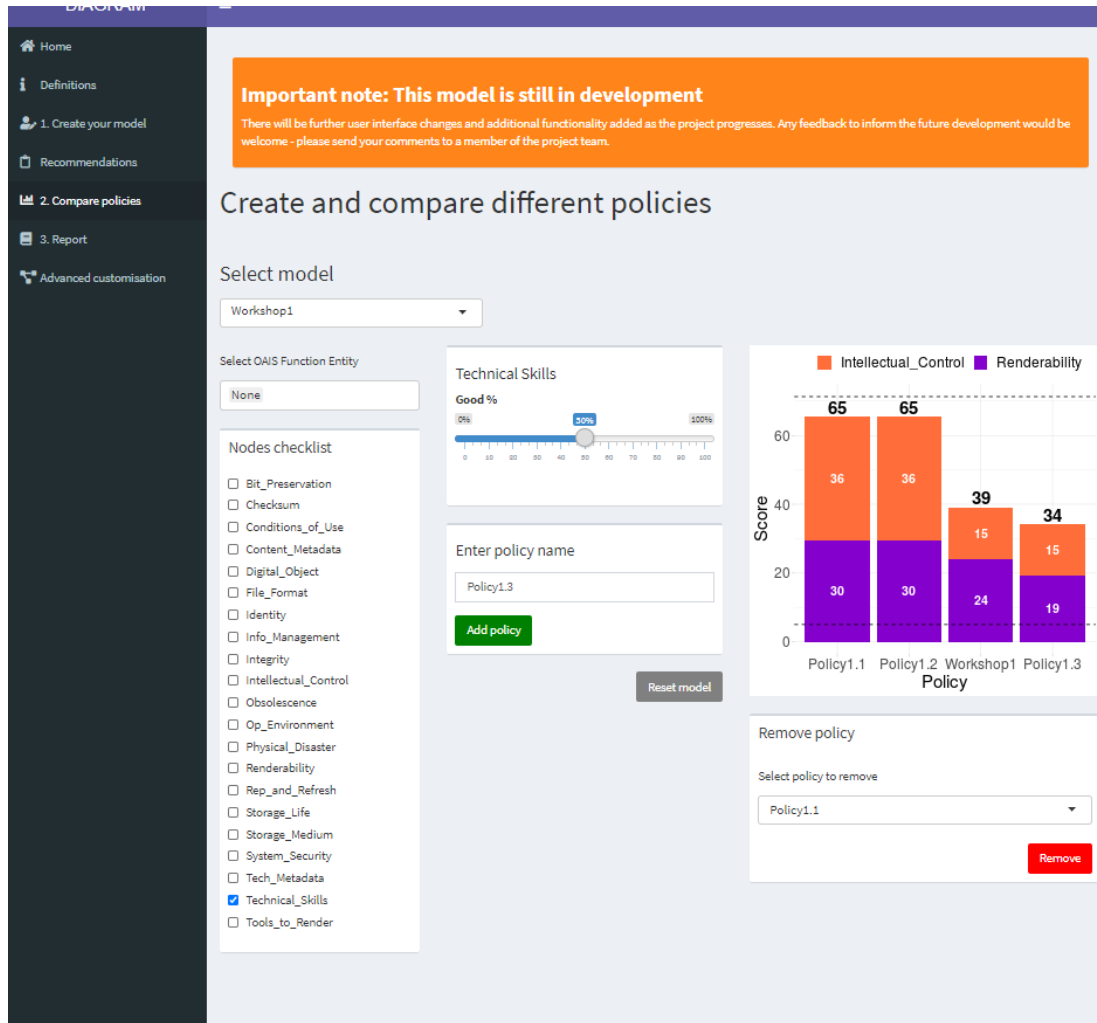 DIAGRAM
Home
Definitions
1. Create your model
Recommendations
2. Compare policies
3. Report
Advanced customisation
Important note: This model is still in development
There will be further user interface changes and additional functionality added as the project progresses. Any feedback to inform the future development would be
welcome - please send your comments to a member of the project team.
Create and compare different policies
Select model
Workshop1
Select OAIS Function Entity
None
Nodes checklist
Bit_Preservation
Checksum
Conditions_of_Use
Content_Metadata
Digital_Object
File_Format
Identity
Info_Management
Integrity
Intellectual_Control
Obsolescence
Op_Environment
Physical_Disaster
Renderability
Rep_and_Refresh
Storage_Life
Storage_Medium
System_Security
Tech_Metadata
Technical_Skills
Tools_to_Render
Technical Skills
Good %
0% 50% 100%
0 10 20 30 40 50 60 70 80 90 100
Enter policy name
Policy1.3
Add policy
Reset model
Intellectual_Control Renderability
65 65
60
36 36
Score
40
39
34
15
15
20
30 30
24
19
0
Policy1.1 Policy1.2 Workshop1 Policy1.3
Policy
Remove policy
Select policy to remove
Policy1.1
Remove